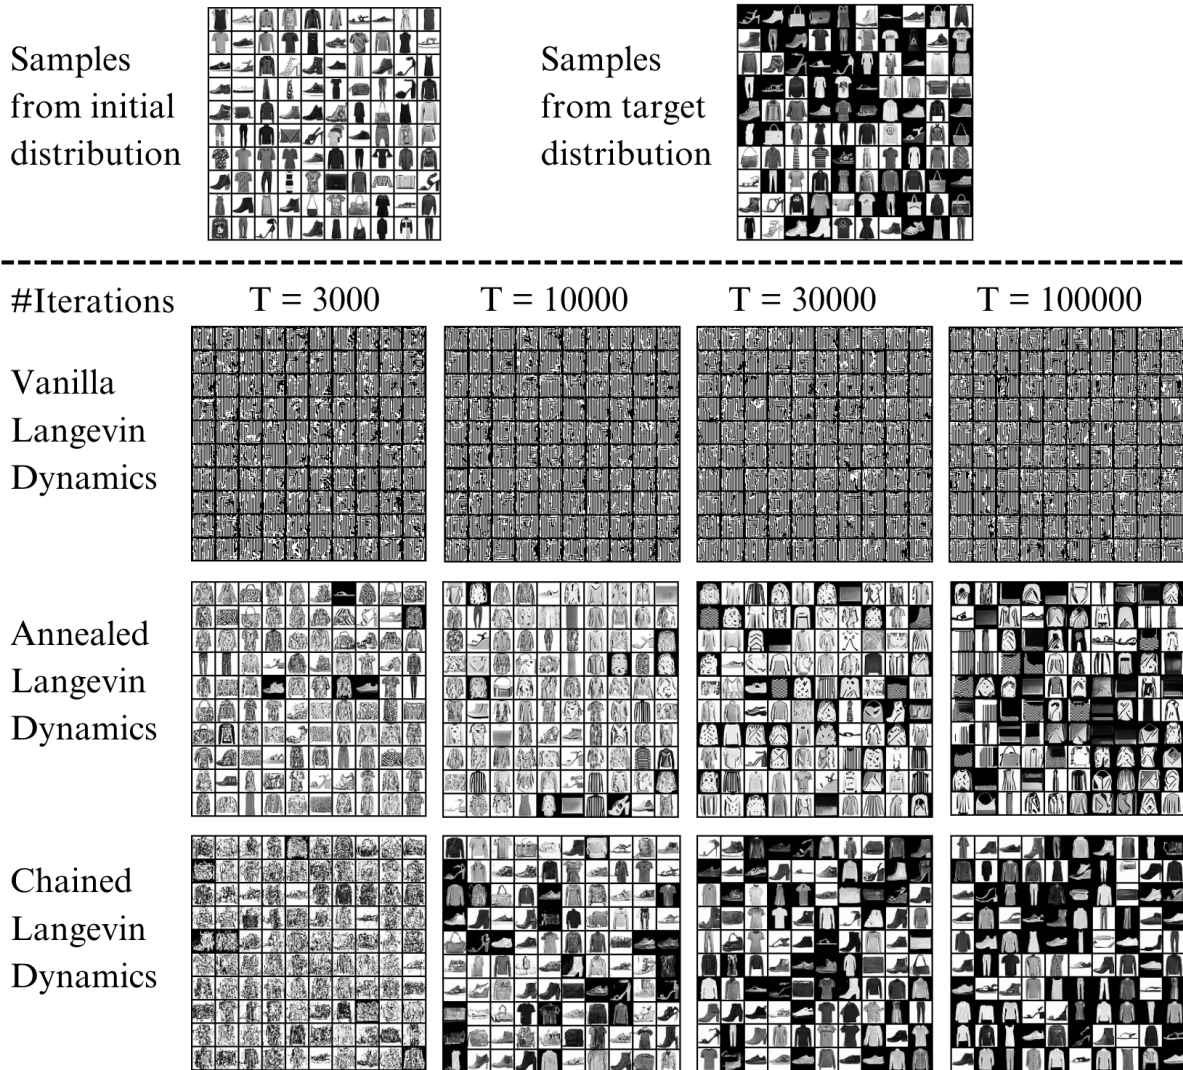 Samples
from initial
distribution
Samples
from target
distribution
#Iterations
T = 3000
T = 10000
T = 30000
T = 100000
Vanilla
Langevin
Dynamics
Annealed
Langevin
Dynamics
Chained
Langevin
Dynamics